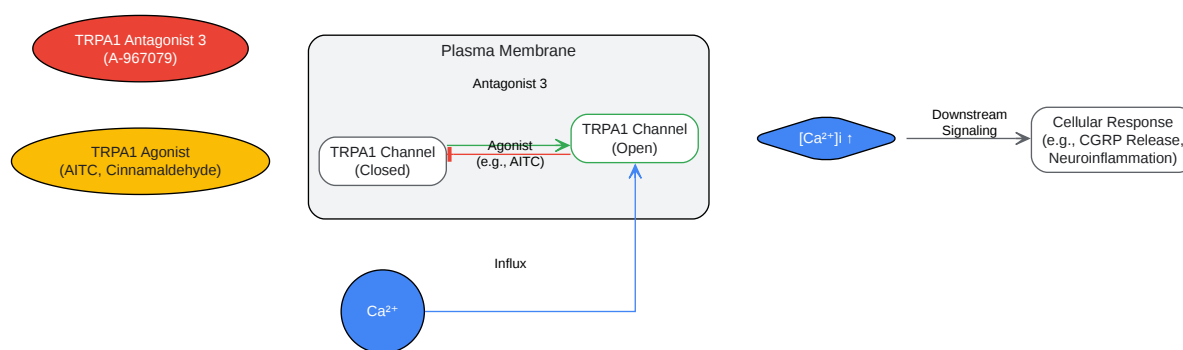 TRPA1 Antagonist 3
(A-967079)
TRPA1 Agonist
(AITC, Cinnamaldehyde)
Plasma Membrane
Antagonist 3
TRPA1 Channel
(Closed)
Agonist
(e.g., AITC)
TRPA1 Channel
(Open)
Influx
Ca²⁺
[Ca²⁺]i ↑
Downstream
Signaling
Cellular Response
(e.g., CGRP Release,
Neuroinflammation)